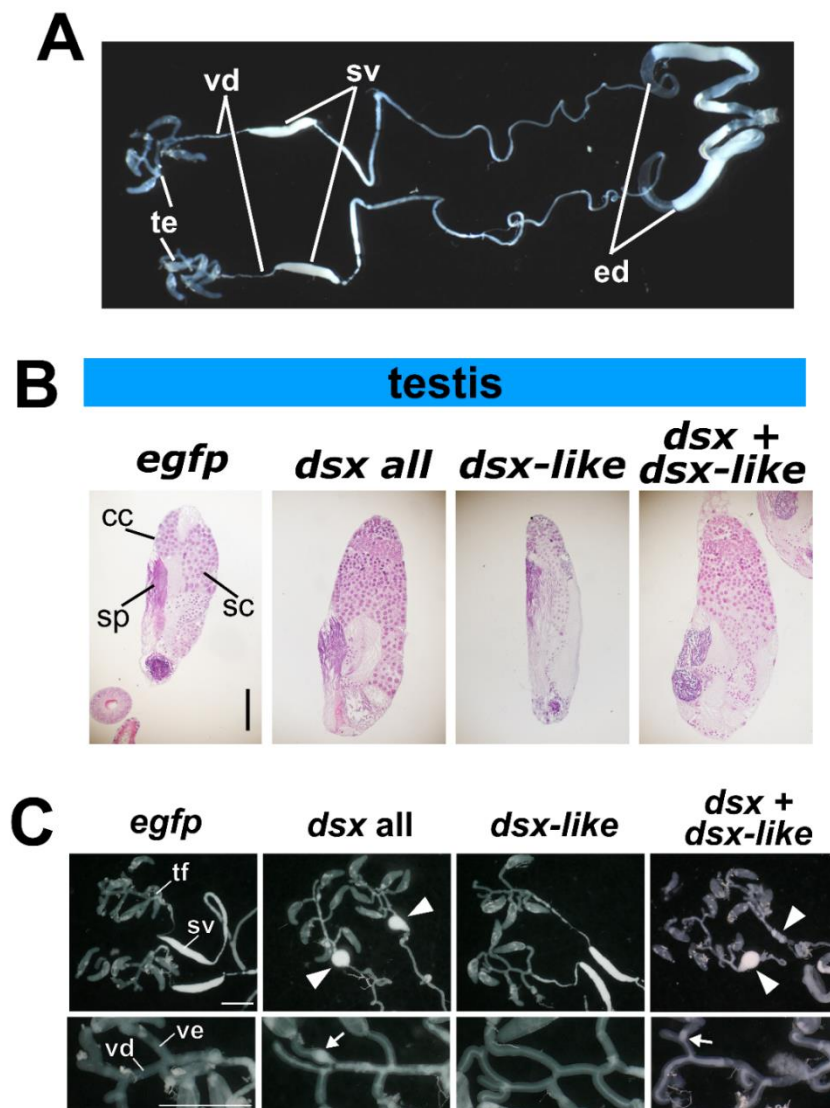 A
vd
sv
te
ed
B
testis
egfp
dsx all
dsx-like
dsx +
dsx-like
cc
sp
sc
C
egfp
dsx all
dsx-like
dsx +
dsx-like
tf
sv
ve
vd